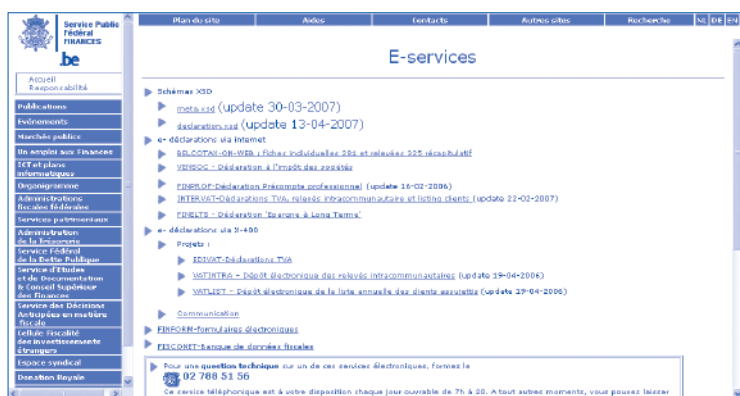 Plan du site Aides Contacts Autres sites Recherche NL DE EN
Service Public
Fédéral
FINANCES
.be
Accueil
Responsabilité
Publications
Evénements
Marchés publics
Un emploi aux Finances
ICT et plans
informatiques
Organigramme
Administrations
fiscales fédérales
Services patrimoniaux
Administration
de la Trésorerie
Service Fédéral
de la Dette Publique
Service d'Etudes
et de Documentation
& Conseil Supérieur
des Finances
Service des Décisions
Anticipées en matière
fiscale
Cellule Fiscalité
des investissements
étrangers
Espace syndical
Donation Royale
E-services
Schémas XSD
meta.xsd (update 30-03-2007)
declaration.xsd (update 13-04-2007)
e- déclarations via internet
BELCOTAX-ON-WEB : fiches individuelles 281 et relevées 325 récapitulatif
VENSOC - Déclaration à l'impôt des sociétés
FINPROF-Déclaration Précompte professionnel (update 16-02-2006)
INTERVAT-Déclarations TVA, relevés intracommunautaire et listing clients (update 22-02-2007)
FINELTS - Déclaration 'Epargne à Long Terme'
e- déclarations via X-400
Projets :
EDIVAT-Déclarations TVA
VATINTRA - Dépôt électronique des relevés intracommunautaires (update 19-04-2006)
VATLIST - Dépôt électronique de la liste annuelle des clients assujettis (update 19-04-2006)
Communication
FINFORM-formulaires électroniques
FISCONET-Banque de données fiscales
Pour une question technique sur un de ces services électroniques, formez le
02 788 51 56
Ce service téléphonique est à votre disposition chaque jour ouvrable de 7h à 20. A tout autres moments, vous pouvez laisser